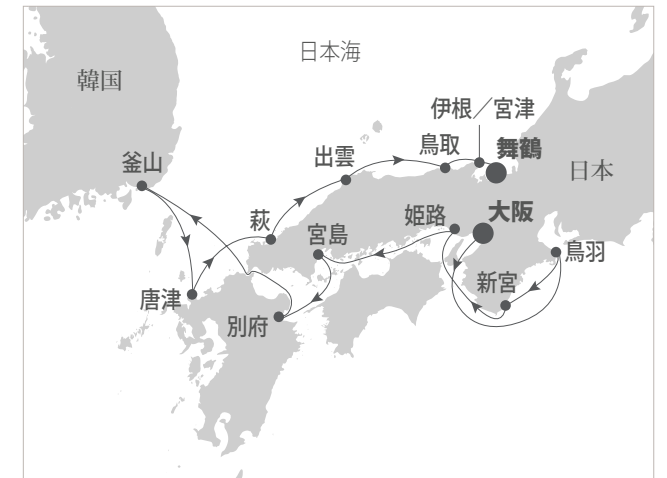 日本海
韓国
伊根／宮津
鳥取
舞鶴
出雲
釜山
日本
萩
姫路
大阪
宮島
鳥羽
新宮
唐津
別府